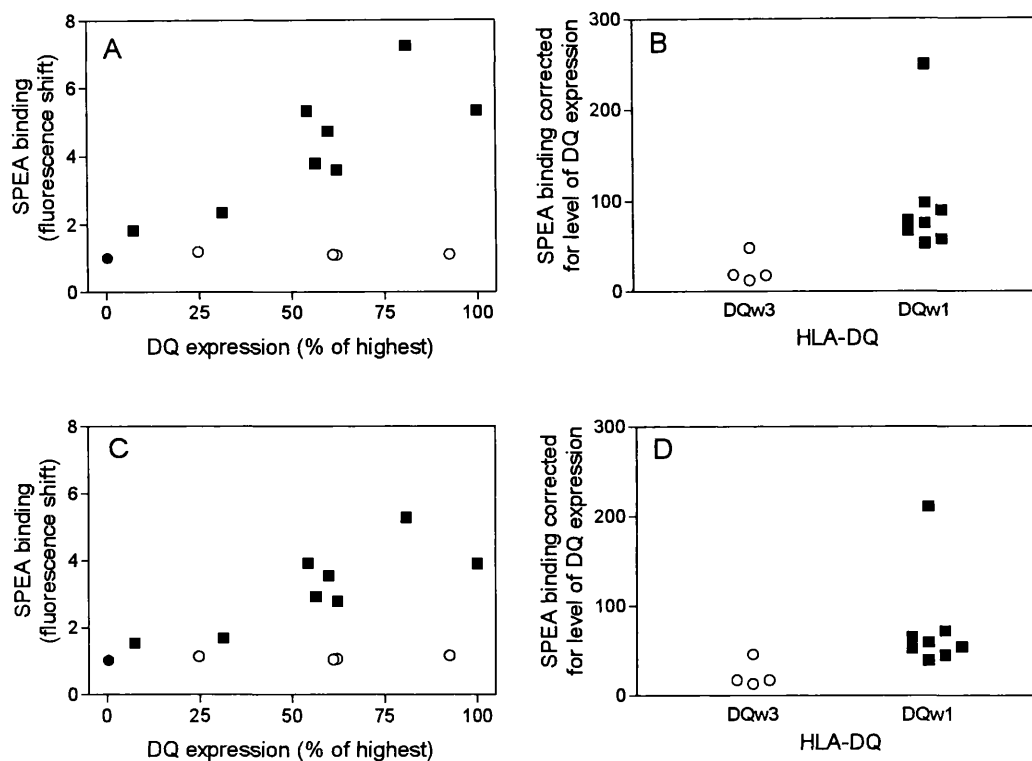 A
8
6
4
2
0
SPEA binding
(fluorescence shift)
0 25 50 75 100
DQ expression (% of highest)
B
300
200
100
0
SPEA binding corrected
for level of DQ expression
DQw3 DQw1
HLA-DQ
C
8
6
4
2
0
SPEA binding
(fluorescence shift)
0 25 50 75 100
DQ expression (% of highest)
D
300
200
100
0
SPEA binding corrected
for level of DQ expression
DQw3 DQw1
HLA-DQ